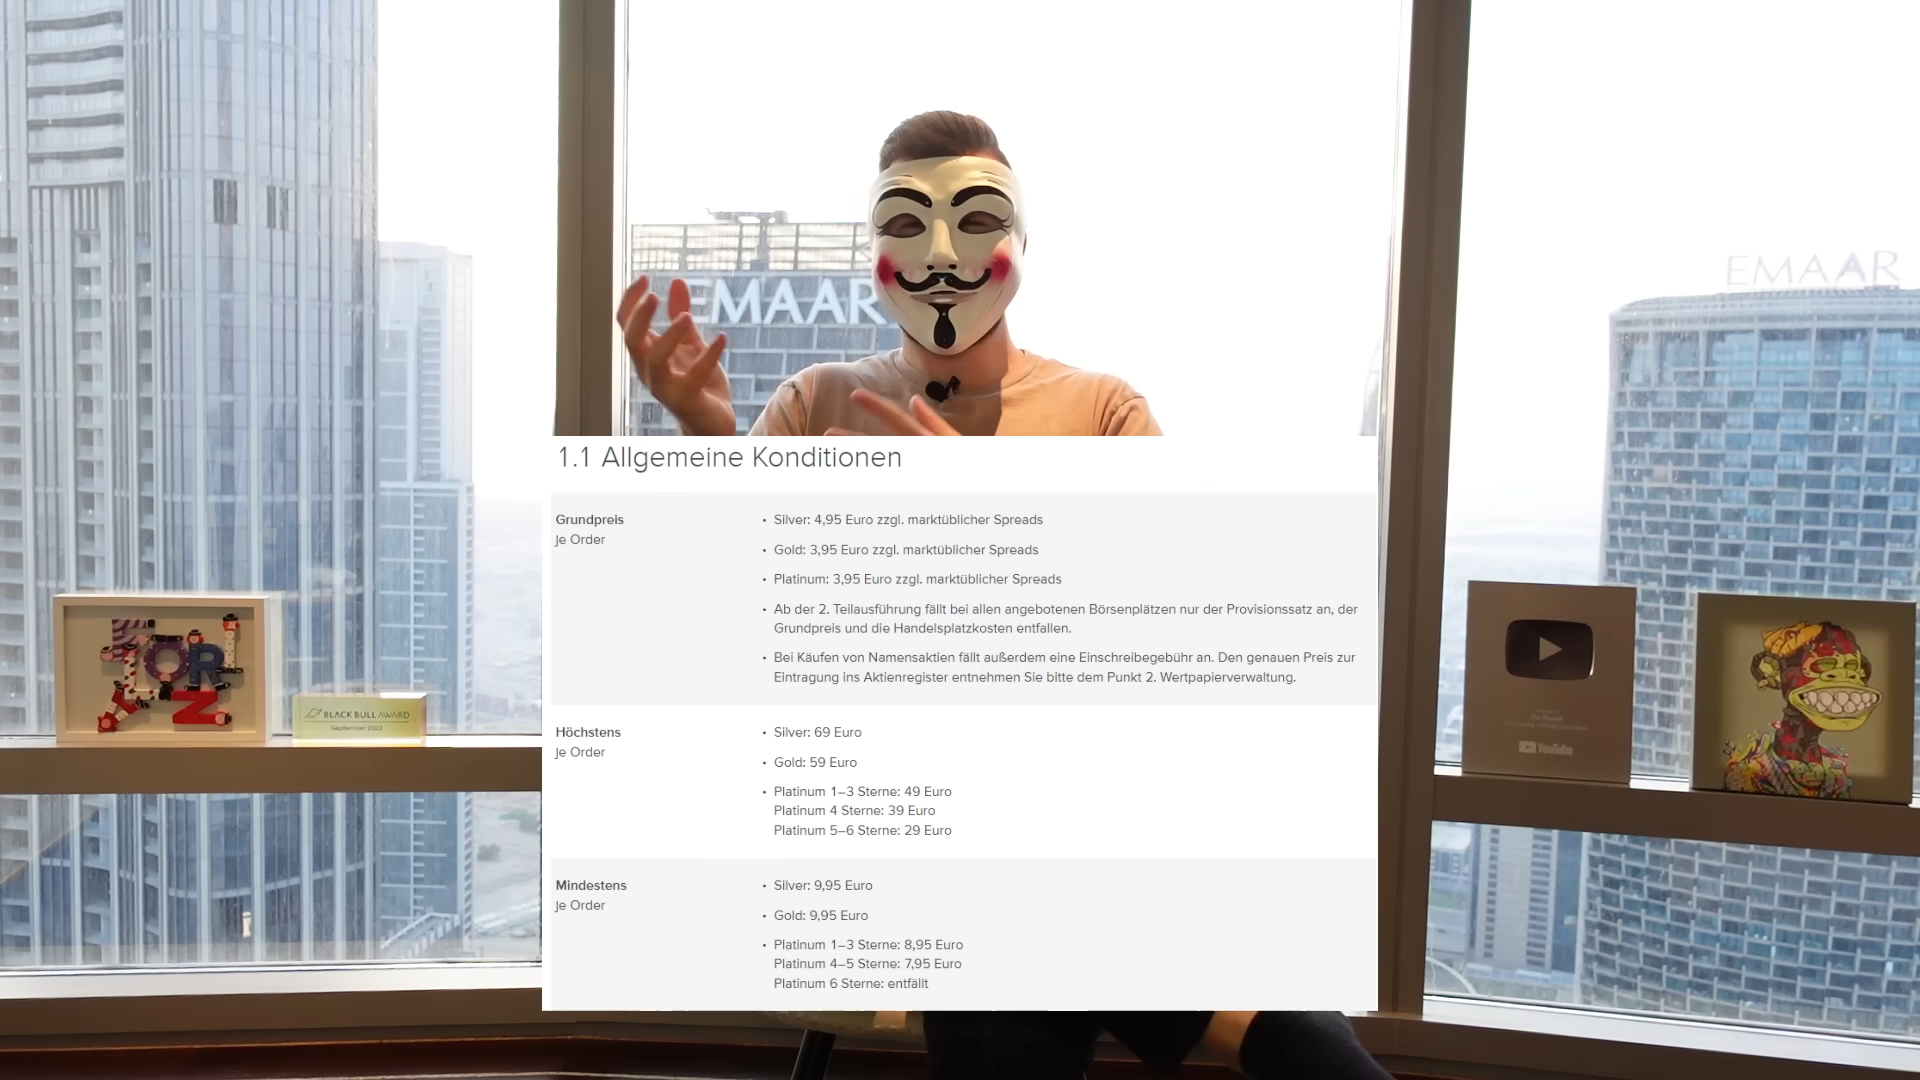 EMAAR
EMAAR
1.1 Allgemeine Konditionen
Grundpreis
Je Order
• Silver: 4,95 Euro zzgl. marktüblicher Spreads
• Gold: 3,95 Euro zzgl. marktüblicher Spreads
• Platinum: 3,95 Euro zzgl. marktüblicher Spreads
• Ab der 2. Teilausführung fällt bei allen angebotenen Börsenplätzen nur der Provisionssatz an, der
Grundpreis und die Handelsplatzkosten entfallen.
• Bei Käufen von Namensaktien fällt außerdem eine Einschreibegebühr an. Den genauen Preis zur
Eintragung ins Aktienregister entnehmen Sie bitte dem Punkt 2. Wertpapierverwaltung.
Höchstens
Je Order
• Silver: 69 Euro
• Gold: 59 Euro
• Platinum 1–3 Sterne: 49 Euro
Platinum 4 Sterne: 39 Euro
Platinum 5–6 Sterne: 29 Euro
Mindestens
Je Order
• Silver: 9,95 Euro
• Gold: 9,95 Euro
• Platinum 1–3 Sterne: 8,95 Euro
Platinum 4–5 Sterne: 7,95 Euro
Platinum 6 Sterne: entfällt
BLACK BULL AWARD
September 2022
YouTube